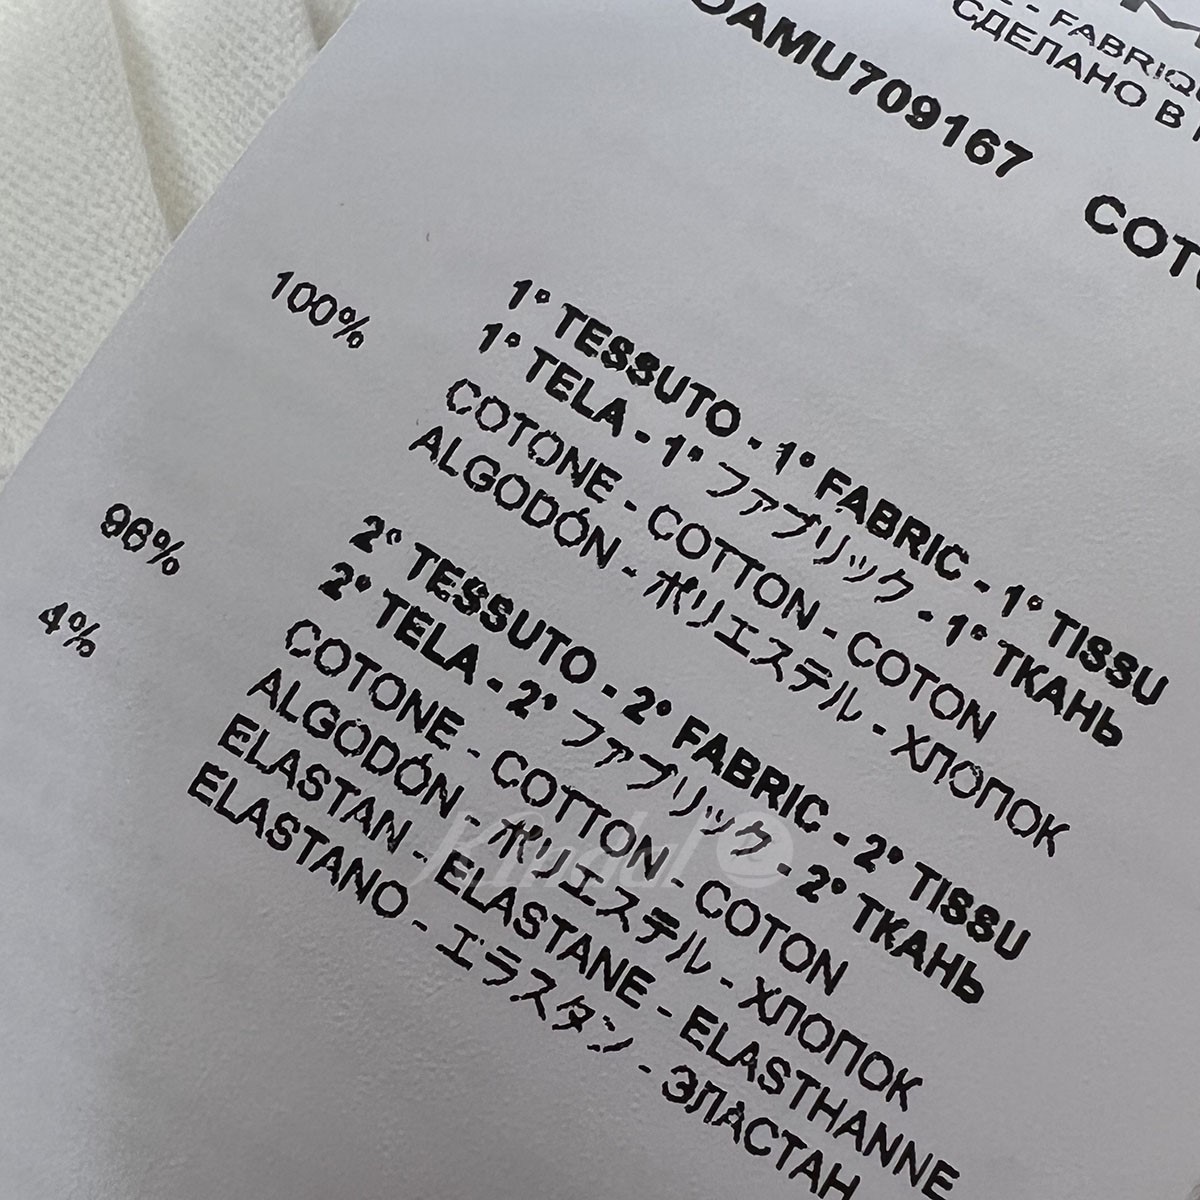 - FABRIQU
СДЕЛАНО В
DAMU709167
COT
100% 1° TESSUTO - 1° FABRIC - 1° TISSU
1° TELA - 1° ファブリック - 1° ТКАНЬ
COTONE - COTTON - COTON
ALGODÓN - ポリエステル - ХЛОПОК
96% 2° TESSUTO - 2° FABRIC - 2° TISSU
2° TELA - 2° ファブリック - 2° ТКАНЬ
4% COTONE - COTTON - COTON
ALGODÓN - ポリエステル - ХЛОПОК
ELASTAN - ELASTANE - ELASTHANNE
ELASTANO - エラスタン - ЭЛАСТАН
Kindal